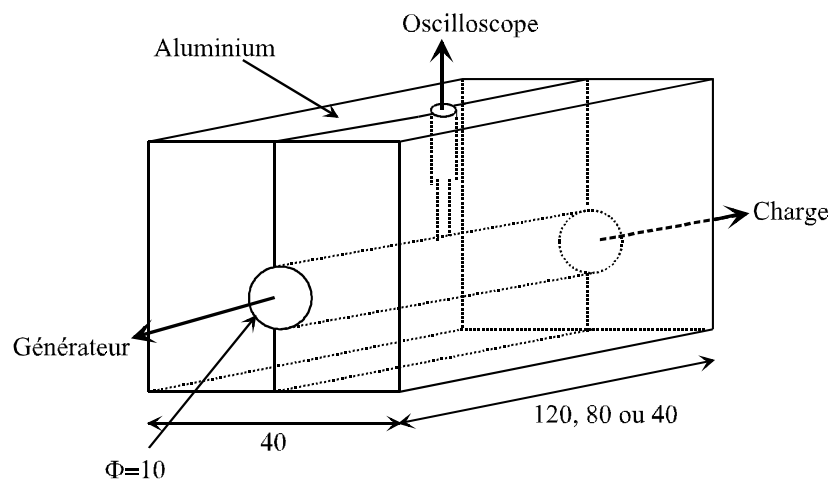 Oscilloscope
Aluminium
Charge
Générateur
120, 80 ou 40
40
Φ=10